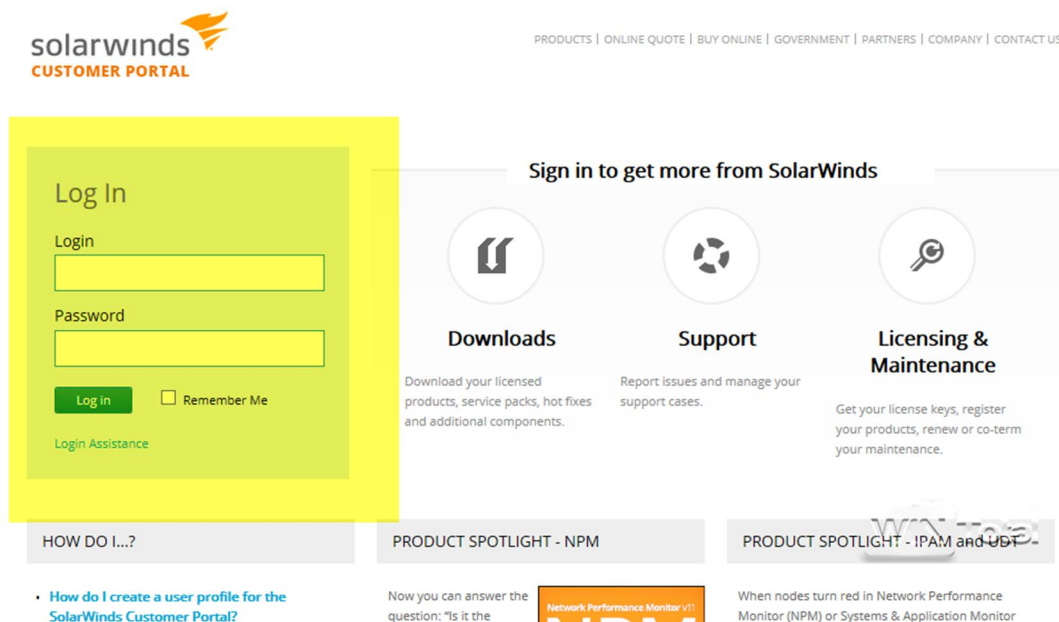 solarwinds
CUSTOMER PORTAL
PRODUCTS | ONLINE QUOTE | BUY ONLINE | GOVERNMENT | PARTNERS | COMPANY | CONTACT US
Log In
Login
Password
Log in
Remember Me
Login Assistance
Sign in to get more from SolarWinds
Downloads
Download your licensed
products, service packs, hot fixes
and additional components.
Support
Report issues and manage your
support cases.
Licensing &
Maintenance
Get your license keys, register
your products, renew or co-term
your maintenance.
HOW DO I...?
• How do I create a user profile for the
SolarWinds Customer Portal?
PRODUCT SPOTLIGHT - NPM
Now you can answer the
question: "Is it the
Network Performance Monitor v11
NPM
PRODUCT SPOTLIGHT - IPAM and UDT
When nodes turn red in Network Performance
Monitor (NPM) or Systems & Application Monitor